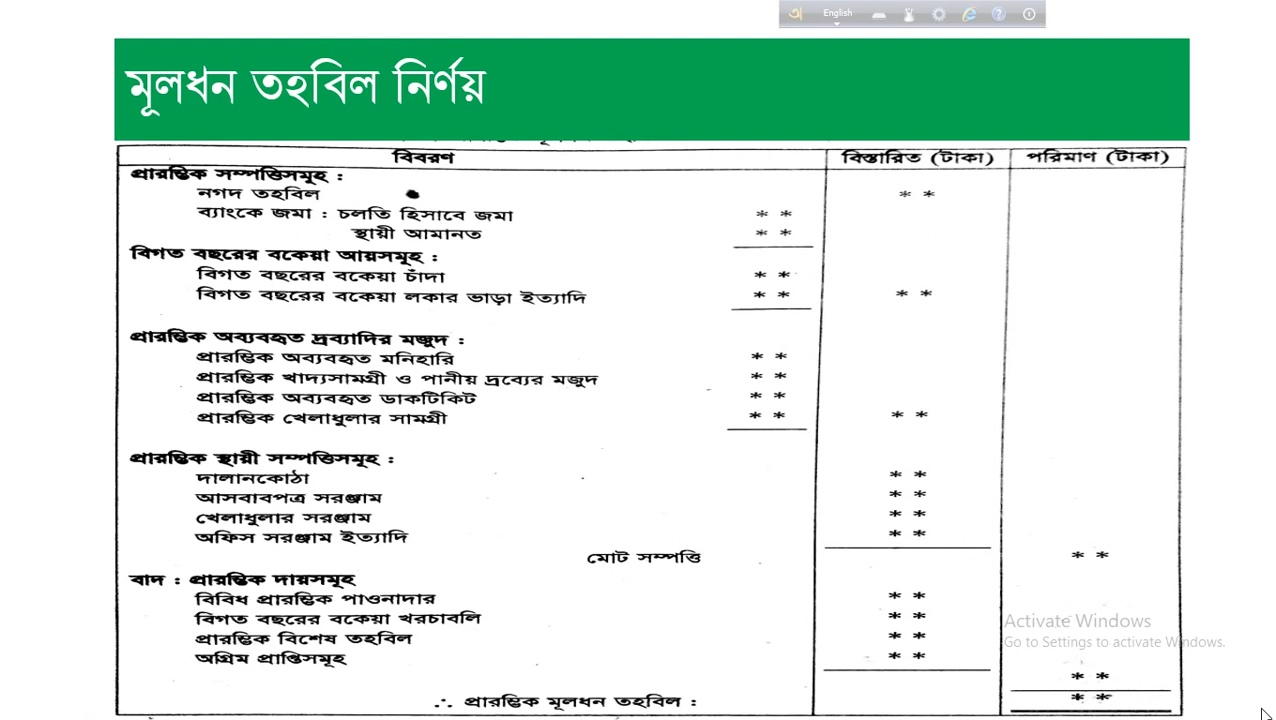 English
মূলধন তহবিল নির্ণয়
বিবরণ বিস্তারিত (টাকা) পরিমাণ (টাকা)
প্রারম্ভিক সম্পত্তিসমূহ :
নগদ তহবিল * *
ব্যাংকে জমা : চলতি হিসাবে জমা * *
স্থায়ী আমানত * *
বিগত বছরের বকেয়া আয়সমূহ :
বিগত বছরের বকেয়া চাঁদা * *
বিগত বছরের বকেয়া লকার ভাড়া ইত্যাদি * * * *
প্রারম্ভিক অব্যবহৃত দ্রব্যাদির মজুদ :
প্রারম্ভিক অব্যবহৃত মনিহারি * *
প্রারম্ভিক খাদ্যসামগ্রী ও পানীয় দ্রব্যের মজুদ * *
প্রারম্ভিক অব্যবহৃত ডাকটিকিট * *
প্রারম্ভিক খেলাধুলার সামগ্রী * * * *
প্রারম্ভিক স্থায়ী সম্পত্তিসমূহ :
দালানকোঠা * *
আসবাবপত্র সরঞ্জাম * *
খেলাধুলার সরঞ্জাম * *
অফিস সরঞ্জাম ইত্যাদি * *
মোট সম্পত্তি * *
বাদ : প্রারম্ভিক দায়সমূহ
বিবিধ প্রারম্ভিক পাওনাদার * *
বিগত বছরের বকেয়া খরচাবলি * *
প্রারম্ভিক বিশেষ তহবিল * *
অগ্রিম প্রাপ্তিসমূহ * *
* *
∴ প্রারম্ভিক মূলধন তহবিল : * *
Activate Windows
Go to Settings to activate Windows.